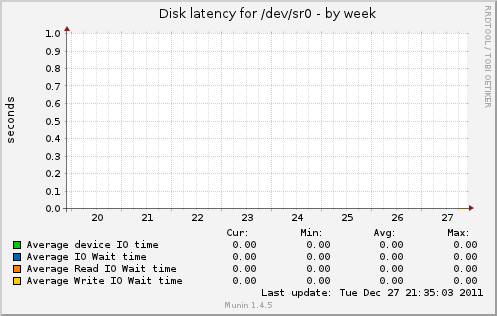 Disk latency for /dev/sr0 - by week
RRDTOOL / TOBI OETIKER
seconds
1.0
0.9
0.8
0.7
0.6
0.5
0.4
0.3
0.2
0.1
0.0
20 21 22 23 24 25 26 27
Cur: Min: Avg: Max:
Average device IO time 0.00 0.00 0.00 0.00
Average IO Wait time 0.00 0.00 0.00 0.00
Average Read IO Wait time 0.00 0.00 0.00 0.00
Average Write IO Wait time 0.00 0.00 0.00 0.00
Last update: Tue Dec 27 21:35:03 2011
Munin 1.4.5